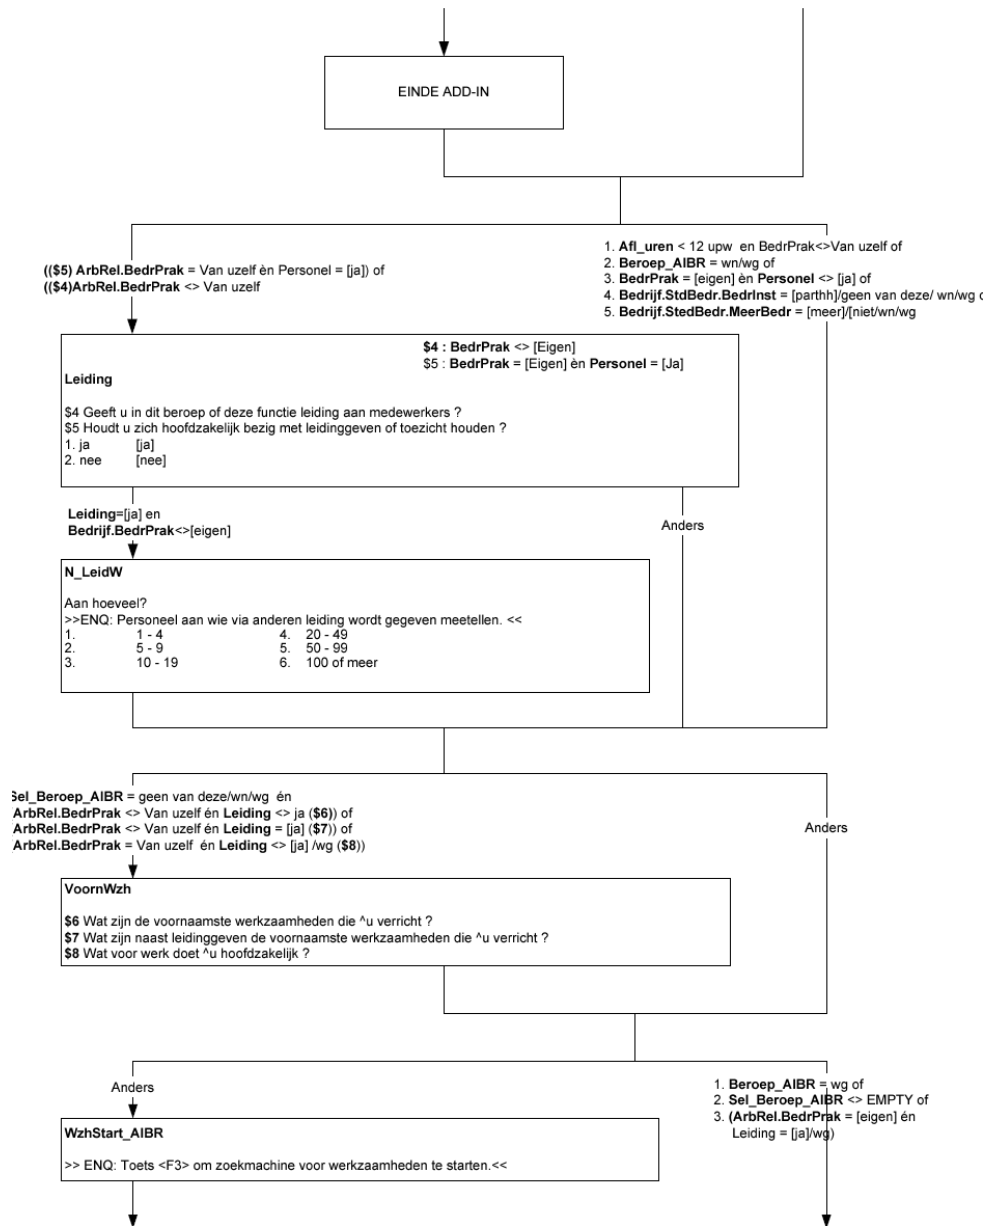 EINDE ADD-IN
(($5) ArbRel.BedrPrak = Van uzelf èn Personel = [ja]) of
(($4)ArbRel.BedrPrak <> Van uzelf
1. Afl_uren < 12 upw en BedrPrak<>Van uzelf of
2. Beroep_AIBR = wn/wg of
3. BedrPrak = [eigen] èn Personel <> [ja] of
4. Bedrijf.StdBedr.BedrInst = [parthh]/geen van deze/ wn/wg o
5. Bedrijf.StedBedr.MeerBedr = [meer]/[niet/wn/wg
$4 : BedrPrak <> [Eigen]
$5 : BedrPrak = [Eigen] èn Personel = [Ja]
Leiding
$4 Geeft u in dit beroep of deze functie leiding aan medewerkers ?
$5 Houdt u zich hoofdzakelijk bezig met leidinggeven of toezicht houden ?
1. ja [ja]
2. nee [nee]
Leiding=[ja] en
Bedrijf.BedrPrak<>[eigen]
Anders
N_LeidW
Aan hoeveel?
>>ENQ: Personeel aan wie via anderen leiding wordt gegeven meetellen. <<
1. 1 - 4 4. 20 - 49
2. 5 - 9 5. 50 - 99
3. 10 - 19 6. 100 of meer
Sel_Beroep_AIBR = geen van deze/wn/wg én
(ArbRel.BedrPrak <> Van uzelf én Leiding <> ja ($6)) of
(ArbRel.BedrPrak <> Van uzelf én Leiding = [ja] ($7)) of
(ArbRel.BedrPrak = Van uzelf én Leiding <> [ja] /wg ($8))
Anders
VoornWzh
$6 Wat zijn de voornaamste werkzaamheden die ^u verricht ?
$7 Wat zijn naast leidinggeven de voornaamste werkzaamheden die ^u verricht ?
$8 Wat voor werk doet ^u hoofdzakelijk ?
Anders
1. Beroep_AIBR = wg of
2. Sel_Beroep_AIBR <> EMPTY of
3. (ArbRel.BedrPrak = [eigen] én
Leiding = [ja]/wg)
WzhStart_AIBR
>> ENQ: Toets <F3> om zoekmachine voor werkzaamheden te starten.<<